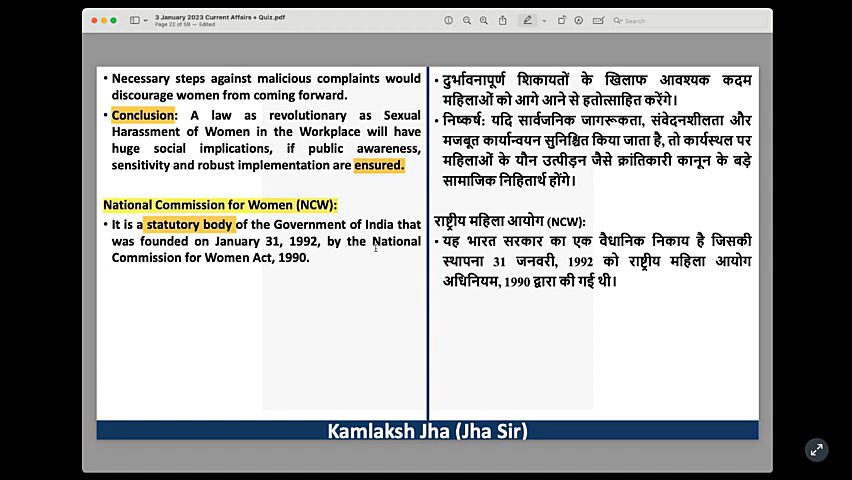 3 January 2023 Current Affairs + Quiz.pdf
Page 22 of 59 — Edited
Search
• Necessary steps against malicious complaints would
discourage women from coming forward.
• Conclusion: A law as revolutionary as Sexual
Harassment of Women in the Workplace will have
huge social implications, if public awareness,
sensitivity and robust implementation are ensured.
National Commission for Women (NCW):
• It is a statutory body of the Government of India that
was founded on January 31, 1992, by the National
Commission for Women Act, 1990.
• दुर्भावनापूर्ण शिकायतों के खिलाफ आवश्यक कदम
महिलाओं को आगे आने से हतोत्साहित करेंगे।
• निष्कर्ष: यदि सार्वजनिक जागरूकता, संवेदनशीलता और
मजबूत कार्यान्वयन सुनिश्चित किया जाता है, तो कार्यस्थल पर
महिलाओं के यौन उत्पीड़न जैसे क्रांतिकारी कानून के बड़े
सामाजिक निहितार्थ होंगे।
राष्ट्रीय महिला आयोग (NCW):
• यह भारत सरकार का एक वैधानिक निकाय है जिसकी
स्थापना 31 जनवरी, 1992 को राष्ट्रीय महिला आयोग
अधिनियम, 1990 द्वारा की गई थी।
Kamlaksh Jha (Jha Sir)